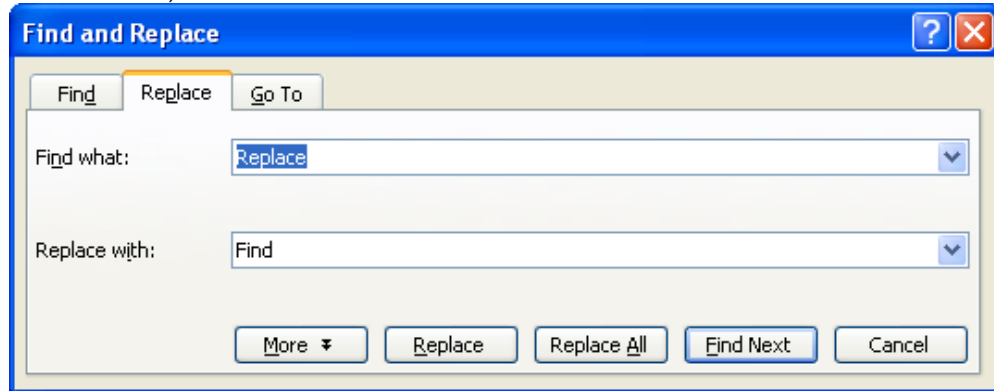 Find and Replace
Find Replace Go To
Find what: Replace
Replace with: Find
More Replace Replace All Find Next Cancel